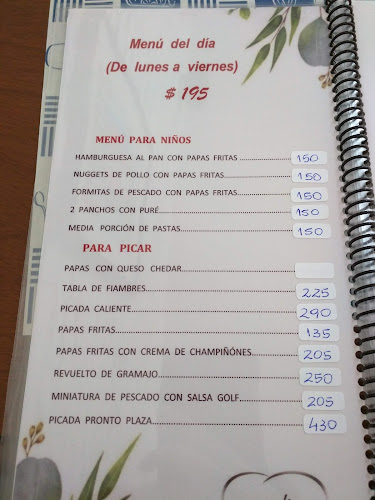 Menú del día
(De lunes a viernes)
$ 195
MENÚ PARA NIÑOS
HAMBURGUESA AL PAN CON PAPAS FRITAS ................ 150
NUGGETS DE POLLO CON PAPAS FRITAS................ 150
FORMITAS DE PESCADO CON PAPAS FRITAS................ 150
2 PANCHOS CON PURÉ................ 150
MEDIA PORCIÓN DE PASTAS................ 150
PARA PICAR
PAPAS CON QUESO CHEDAR................
TABLA DE FIAMBRES................ 225
PICADA CALIENTE................ 290
PAPAS FRITAS................ 135
PAPAS FRITAS CON CREMA DE CHAMPIÑÓNES................ 205
REVUELTO DE GRAMAJO................ 250
MINIATURA DE PESCADO CON SALSA GOLF................ 205
PICADA PRONTO PLAZA................ 430